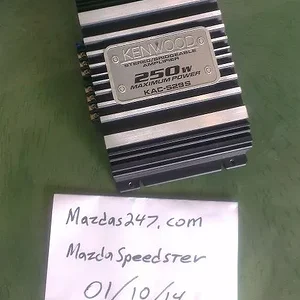 KENWOOD
STEREO/BRIDGEABLE
AMPLIFIER
250W
MAXIMUM POWER
KAC-529S
Mazdas247.com
MazdaSpeedster
01/10/14